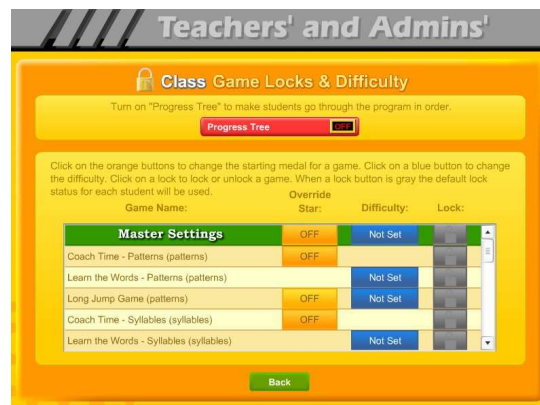 Teachers' and Admins'
Class Game Locks & Difficulty
Turn on "Progress Tree" to make students go through the program in order.
Progress Tree OFF
Click on the orange buttons to change the starting medal for a game. Click on a blue button to change
the difficulty. Click on a lock to lock or unlock a game. When a lock button is gray the default lock
status for each student will be used.
Game Name: Override Star: Difficulty: Lock:
Master Settings OFF Not Set
Coach Time - Patterns (patterns) OFF
Learn the Words - Patterns (patterns) Not Set
Long Jump Game (patterns) OFF Not Set
Coach Time - Syllables (syllables) OFF
Learn the Words - Syllables (syllables) Not Set
Back